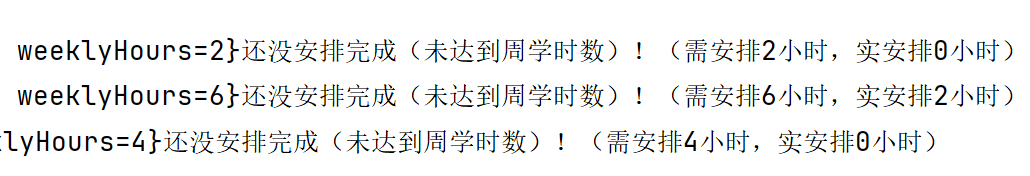 weeklyHours=2}还没安排完成（未达到周学时数）！（需安排2小时，实安排0小时）
weeklyHours=6}还没安排完成（未达到周学时数）！（需安排6小时，实安排2小时）
klyHours=4}还没安排完成（未达到周学时数）！（需安排4小时，实安排0小时）